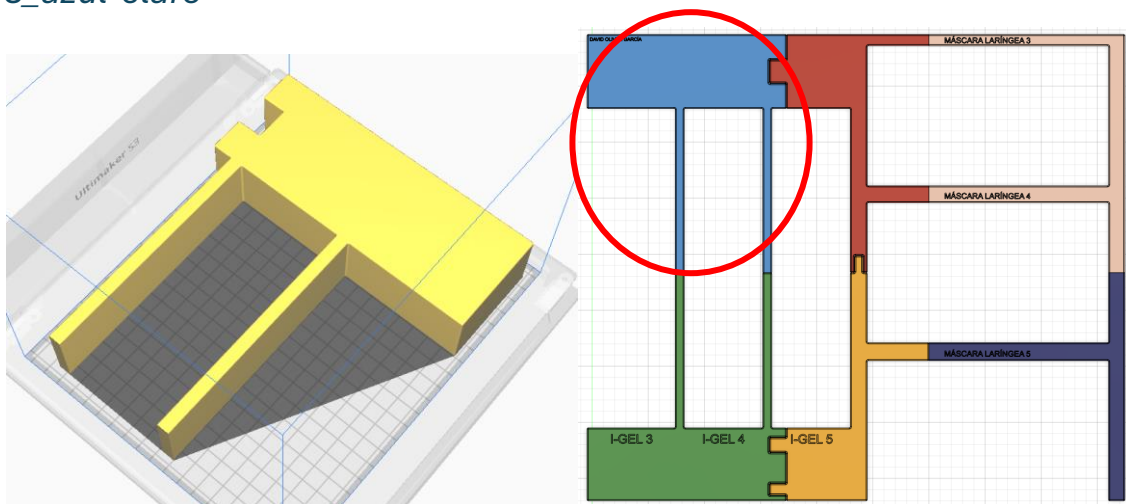 Ultimaker S3
MÁSCARA LARÍNGEA 3
MÁSCARA LARÍNGEA 4
MÁSCARA LARÍNGEA 5
I-GEL 3
I-GEL 4
I-GEL 5